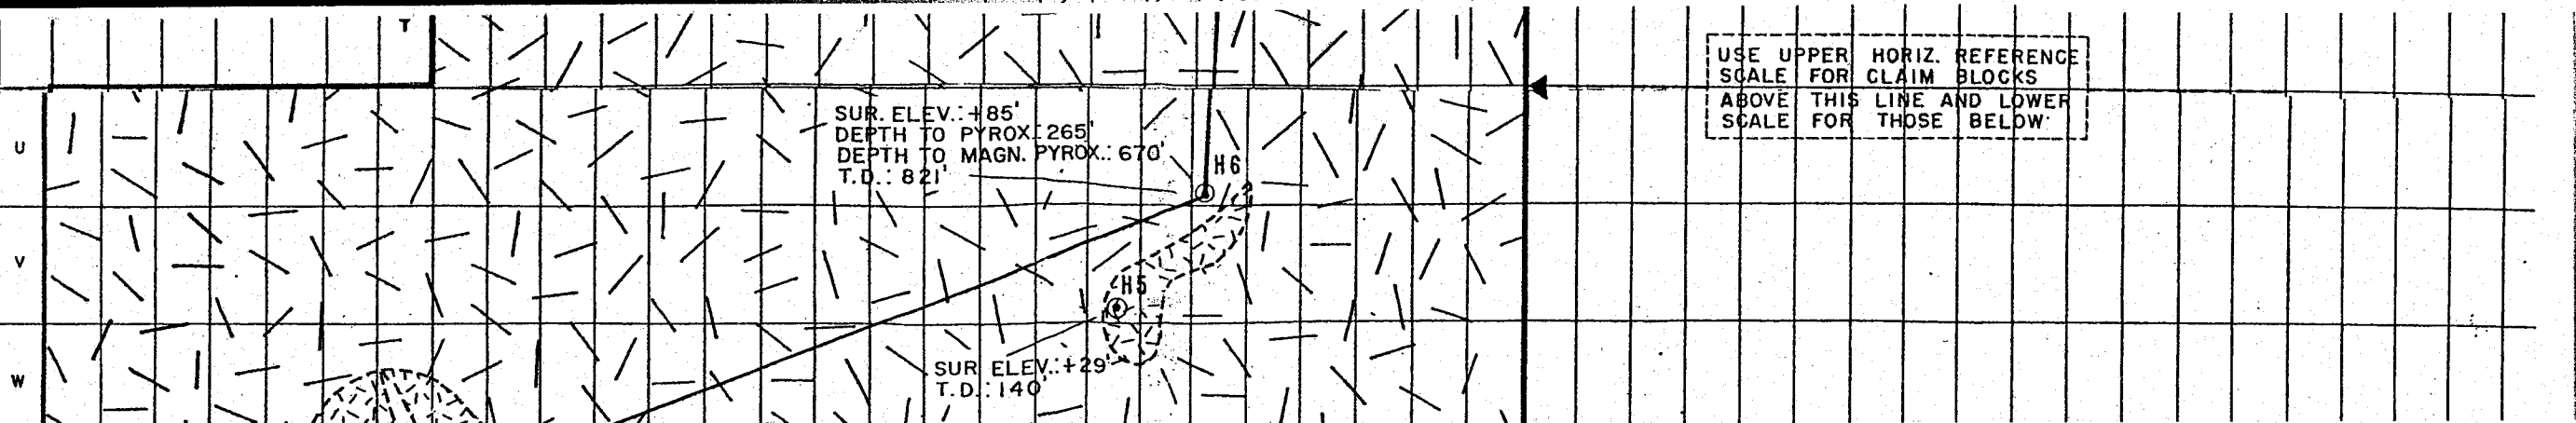 T
USE UPPER HORIZ. REFERENCE
SCALE FOR CLAIM BLOCKS
ABOVE THIS LINE AND LOWER
SCALE FOR THOSE BELOW
SUR. ELEV.: +85'
DEPTH TO PYROX.: 265'
DEPTH TO MAGN. PYROX.: 670'
T.D.: 821'
U
H6
V
H5
SUR ELEV.: +29'
T.D.: 140'
W